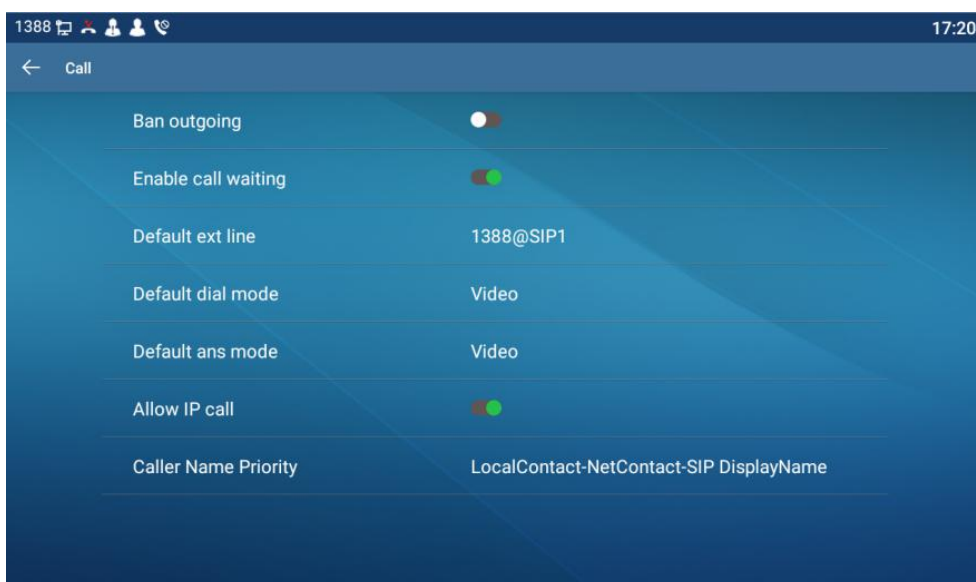 1388 17:20
Call
Ban outgoing
Enable call waiting
Default ext line 1388@SIP1
Default dial mode Video
Default ans mode Video
Allow IP call
Caller Name Priority LocalContact-NetContact-SIP DisplayName